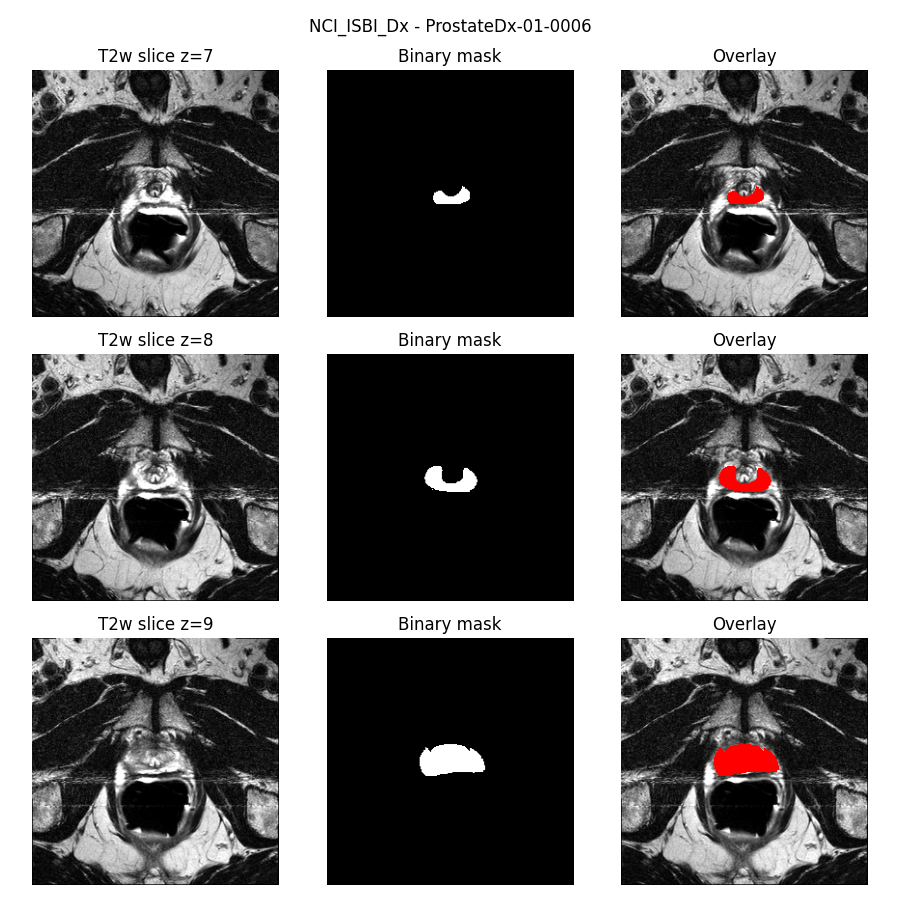 NCI_ISBI_Dx - ProstateDx-01-0006
T2w slice z=7
Binary mask
Overlay
T2w slice z=8
Binary mask
Overlay
T2w slice z=9
Binary mask
Overlay